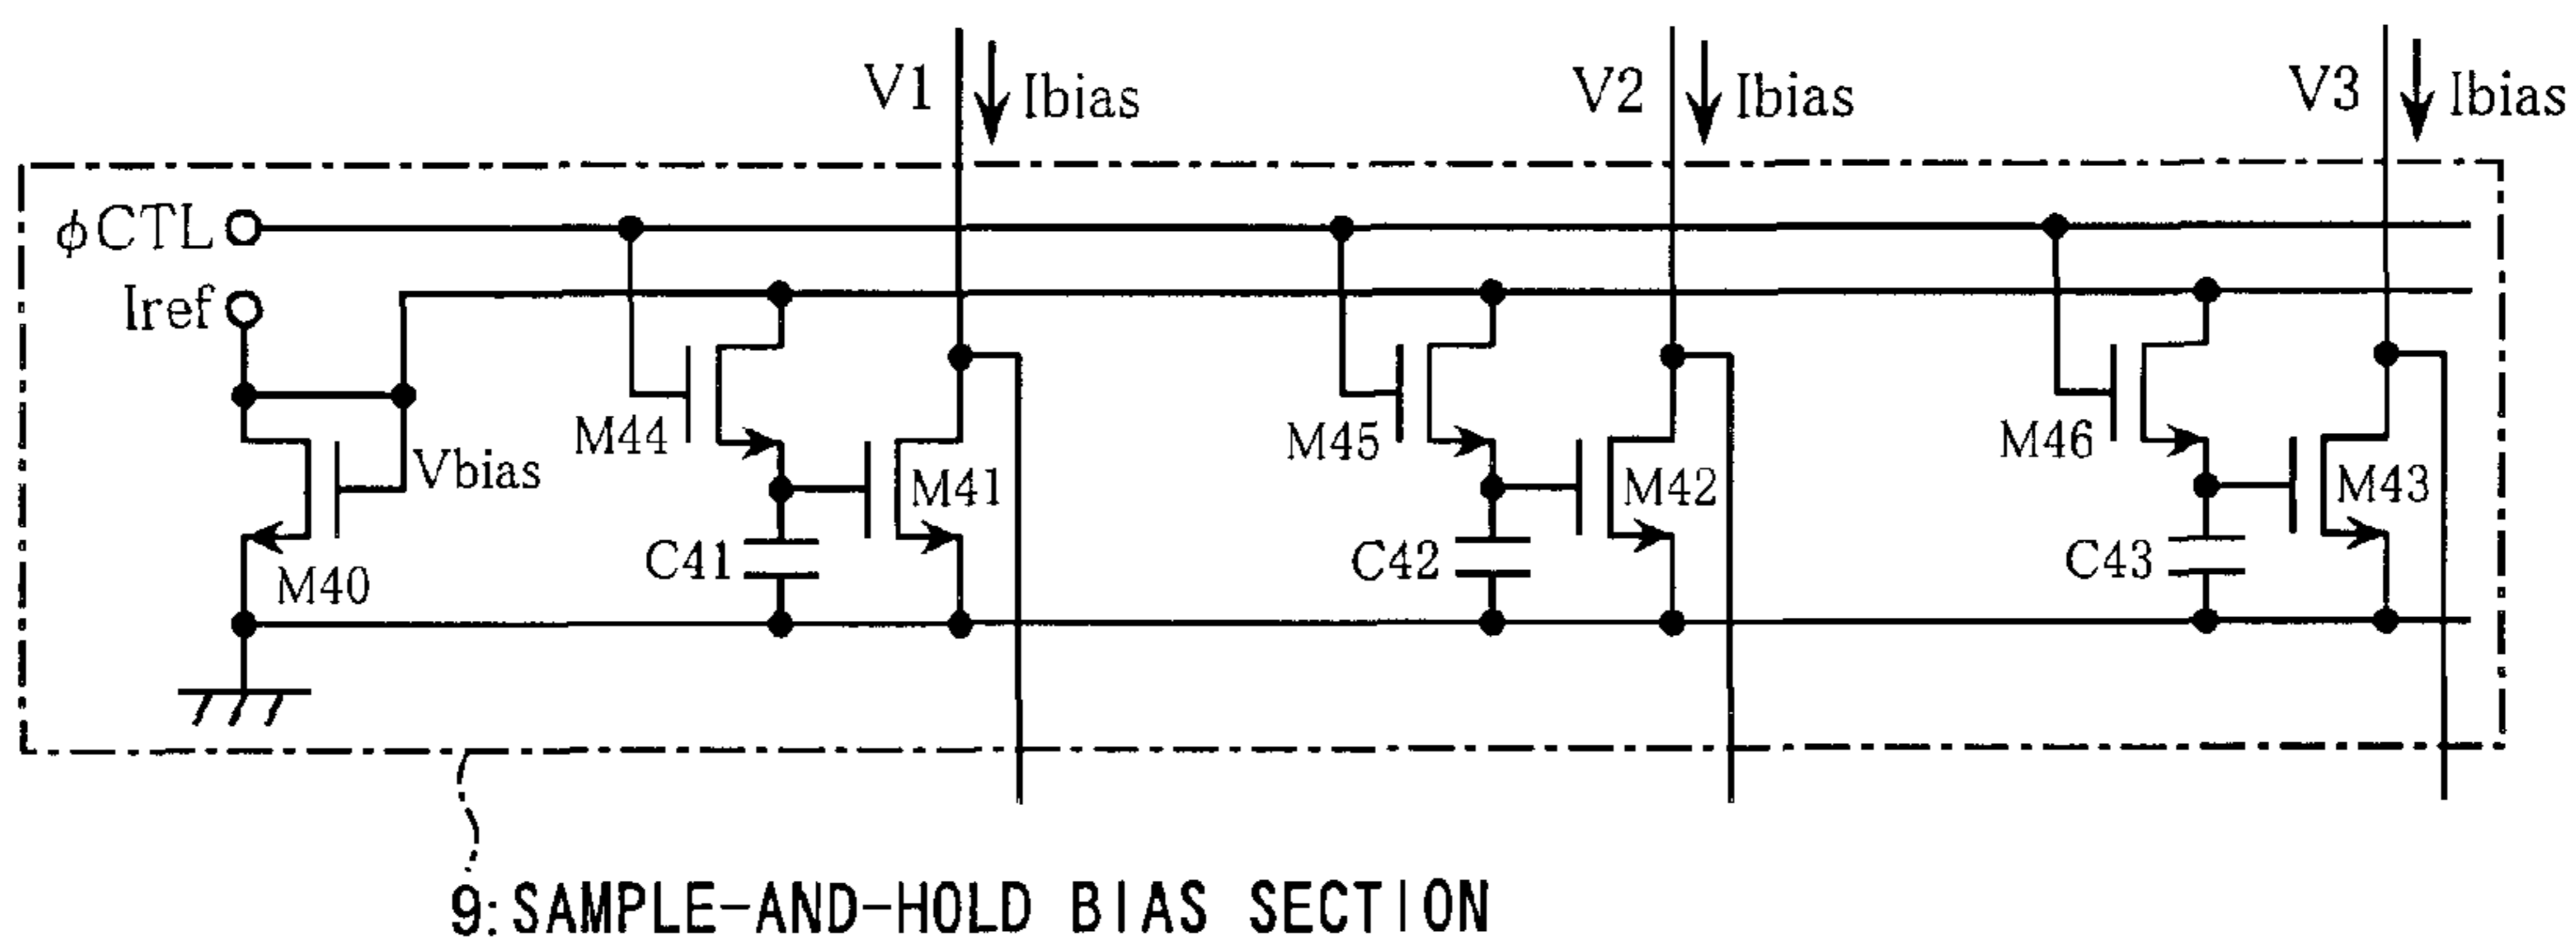 V1
Ibias
V2
Ibias
V3
Ibias
φCTL
Iref
M44
M45
M46
Vbias
M41
M42
M43
C41
C42
C43
M40
9:SAMPLE-AND-HOLD BIAS SECTION